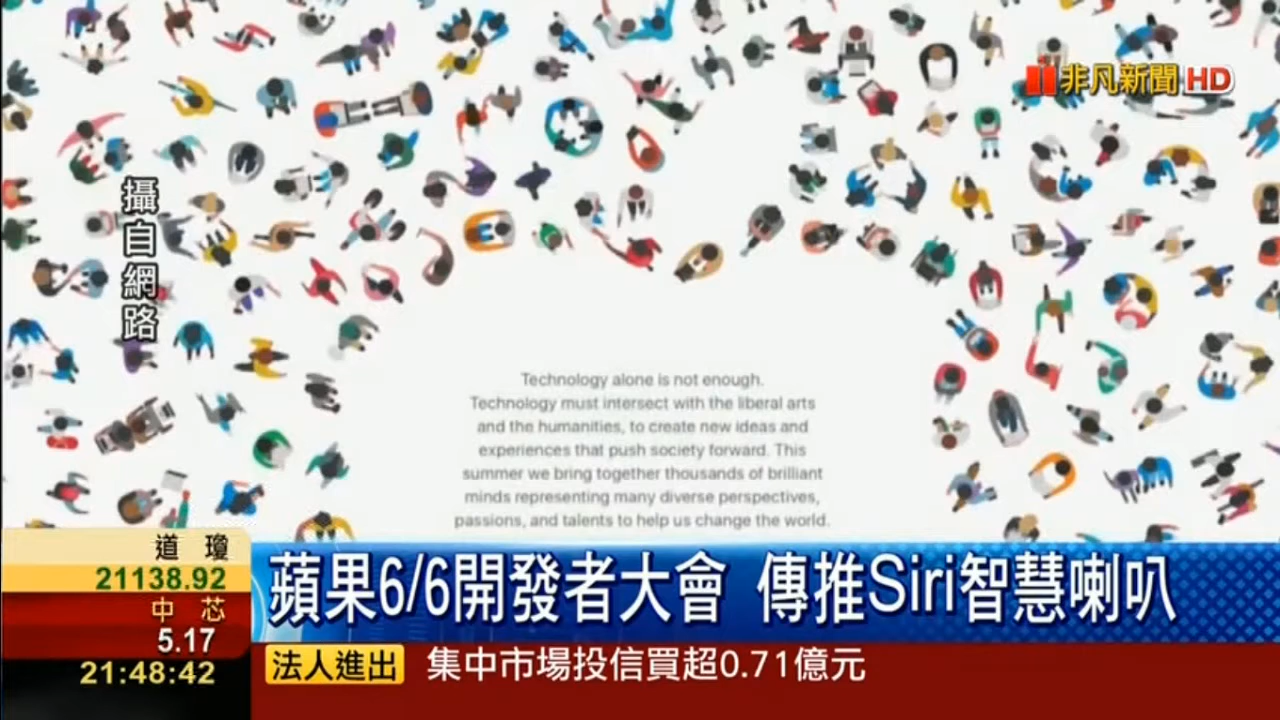 非凡新聞 HD
攝自網路
Technology alone is not enough.
Technology must intersect with the liberal arts
and the humanities, to create new ideas and
experiences that push society forward. This
summer we bring together thousands of brilliant
minds representing many diverse perspectives,
passions, and talents to help us change the world.
道瓊
21138.92
中芯
5.17
21:48:42
蘋果6/6開發者大會 傳推Siri智慧喇叭
法人進出 集中市場投信買超0.71億元